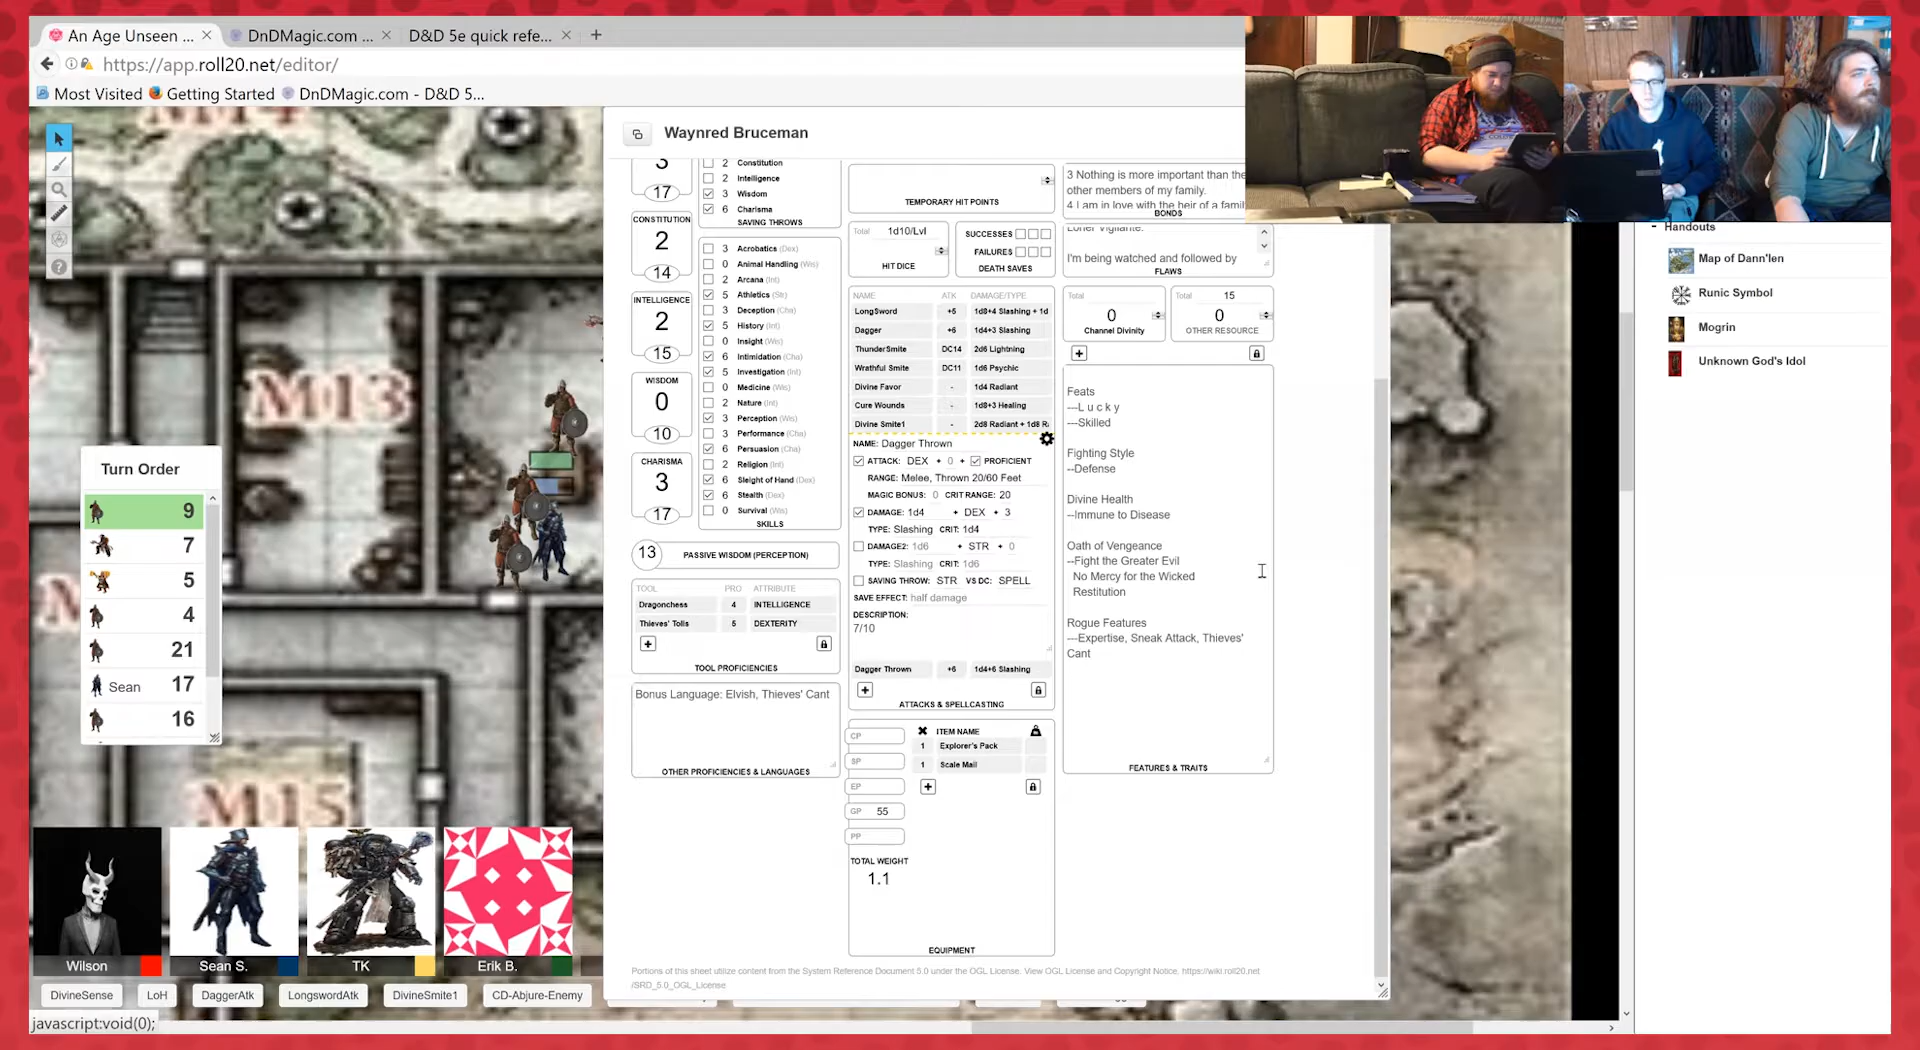 An Age Unseen ...
DnDMagic.com ...
D&D 5e quick refe...
https://app.roll20.net/editor/
Most Visited
Getting Started
DnDMagic.com - D&D 5...
Waynred Bruceman
3
17
CONSTITUTION
2
14
INTELLIGENCE
2
15
WISDOM
0
10
CHARISMA
3
17
2 Constitution
2 Intelligence
3 Wisdom
6 Charisma
SAVING THROWS
3 Acrobatics (Dex)
0 Animal Handling (Wis)
2 Arcana (Int)
5 Athletics (Str)
3 Deception (Cha)
5 History (Int)
0 Insight (Wis)
6 Intimidation (Cha)
5 Investigation (Int)
0 Medicine (Wis)
2 Nature (Int)
3 Perception (Wis)
3 Performance (Cha)
6 Persuasion (Cha)
2 Religion (Int)
6 Sleight of Hand (Dex)
6 Stealth (Dex)
0 Survival (Wis)
SKILLS
13 PASSIVE WISDOM (PERCEPTION)
TOOL PRO ATTRIBUTE
Dragonchess 4 INTELLIGENCE
Thieves' Tolls 5 DEXTERITY
TOOL PROFICIENCIES
Bonus Language: Elvish, Thieves' Cant
OTHER PROFICIENCIES & LANGUAGES
TEMPORARY HIT POINTS
Total 1d10/Lvl
HIT DICE
SUCCESSES
FAILURES
DEATH SAVES
NAME ATK DAMAGE/TYPE
LongSword +5 1d8+4 Slashing + 1d
Dagger +6 1d4+3 Slashing
ThunderSmite DC14 2d6 Lightning
Wrathful Smite DC11 1d6 Psychic
Divine Favor - 1d4 Radiant
Cure Wounds - 1d8+3 Healing
Divine Smite1 - 2d8 Radiant + 1d8 R
NAME: Dagger Thrown
ATTACK: DEX + 0 + PROFICIENT
RANGE: Melee, Thrown 20/60 Feet
MAGIC BONUS: 0 CRIT RANGE: 20
DAMAGE: 1d4 + DEX + 3
TYPE: Slashing CRIT: 1d4
DAMAGE2: 1d6 + STR + 0
TYPE: Slashing CRIT: 1d6
SAVING THROW: STR VS DC: SPELL
SAVE EFFECT: half damage
DESCRIPTION:
7/10
Dagger Thrown +6 1d4+6 Slashing
ATTACKS & SPELLCASTING
CP
SP
EP
GP 55
PP
TOTAL WEIGHT
1.1
ITEM NAME
1 Explorer's Pack
1 Scale Mail
EQUIPMENT
3 Nothing is more important than the
other members of my family.
4 I am in love with the heir of a famil
BONDS
Loner Vigilante.
I'm being watched and followed by
FLAWS
Total
0
Channel Divinity
Total 15
0
OTHER RESOURCE
Feats
---L u c k y
---Skilled
Fighting Style
--Defense
Divine Health
--Immune to Disease
Oath of Vengeance
--Fight the Greater Evil
No Mercy for the Wicked
Restitution
Rogue Features
---Expertise, Sneak Attack, Thieves'
Cant
FEATURES & TRAITS
Portions of this sheet utilize content from the System Reference Document 5.0 under the OGL License. View OGL License and Copyright Notice, https://wiki.roll20.net
/SRD_5.0_OGL_License
Handouts
Map of Dann'len
Runic Symbol
Mogrin
Unknown God's Idol
M13
M15
Turn Order
9
7
5
4
21
Sean 17
16
Wilson
Sean S.
TK
Erik B.
DivineSense
LoH
DaggerAtk
LongswordAtk
DivineSmite1
CD-Abjure-Enemy
javascript:void(0);